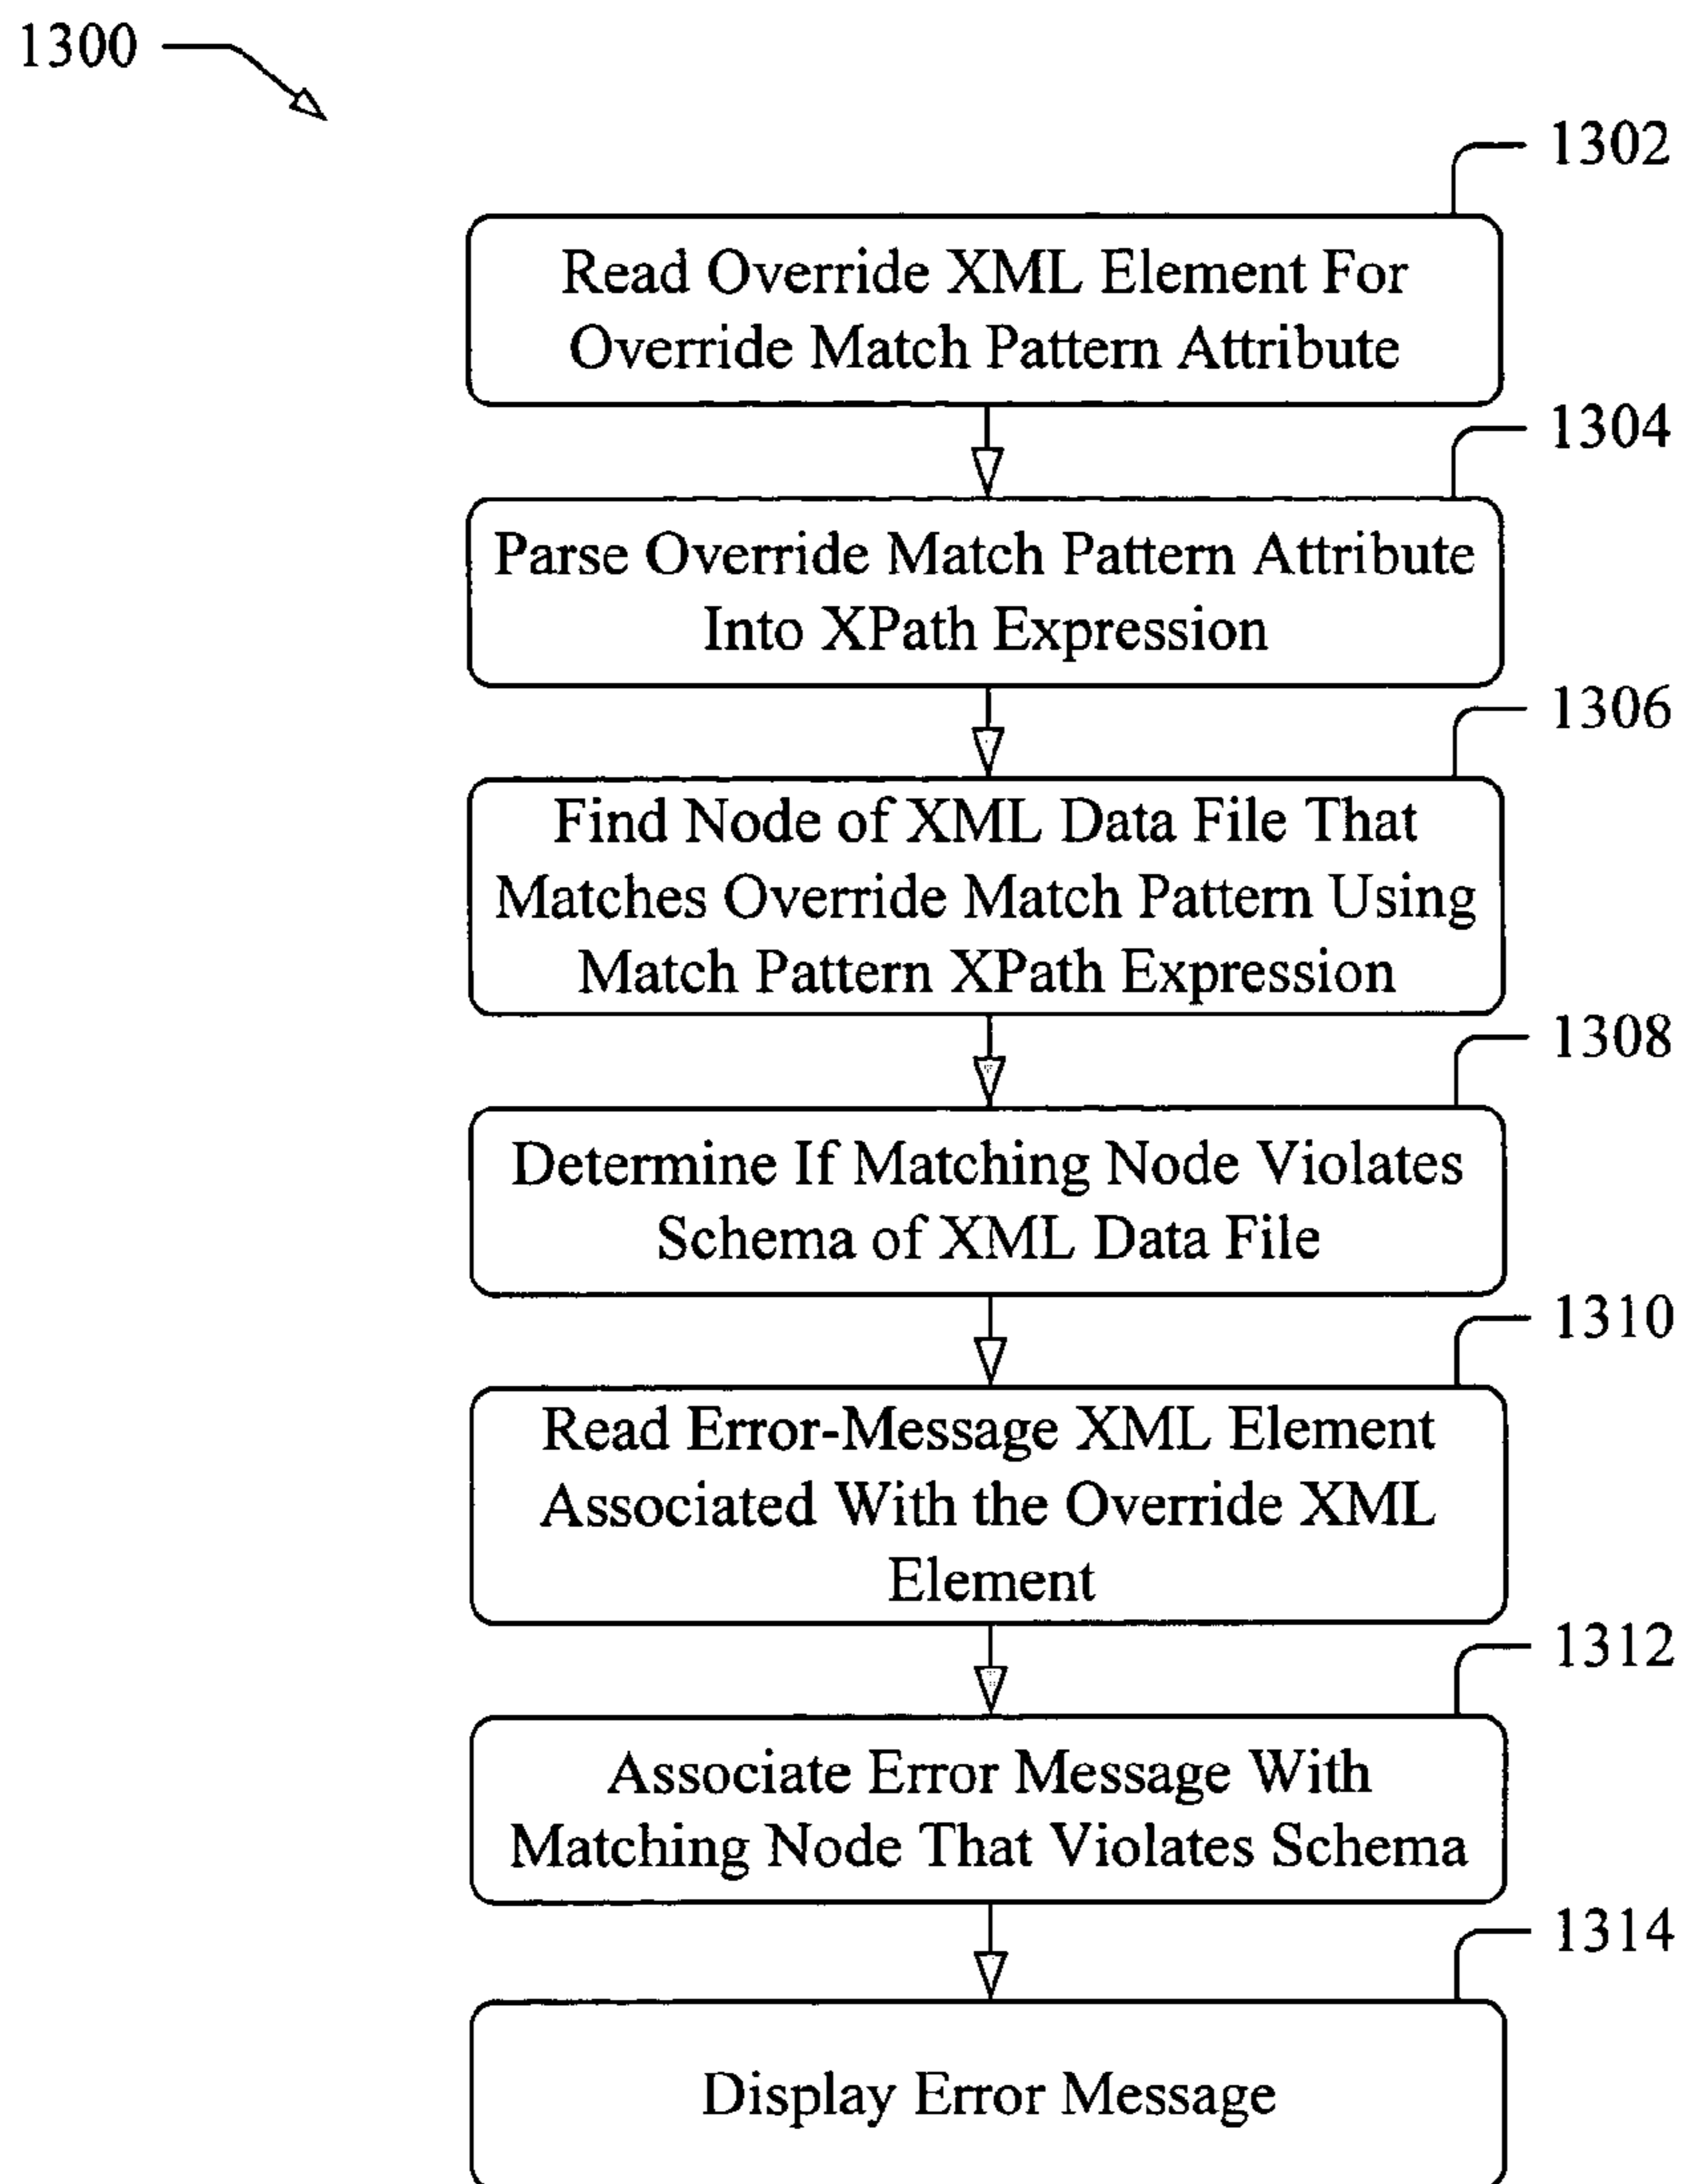 1300
1302
Read Override XML Element For
Override Match Pattern Attribute
1304
Parse Override Match Pattern Attribute
Into XPath Expression
1306
Find Node of XML Data File That
Matches Override Match Pattern Using
Match Pattern XPath Expression
1308
Determine If Matching Node Violates
Schema of XML Data File
1310
Read Error-Message XML Element
Associated With the Override XML
Element
1312
Associate Error Message With
Matching Node That Violates Schema
1314
Display Error Message